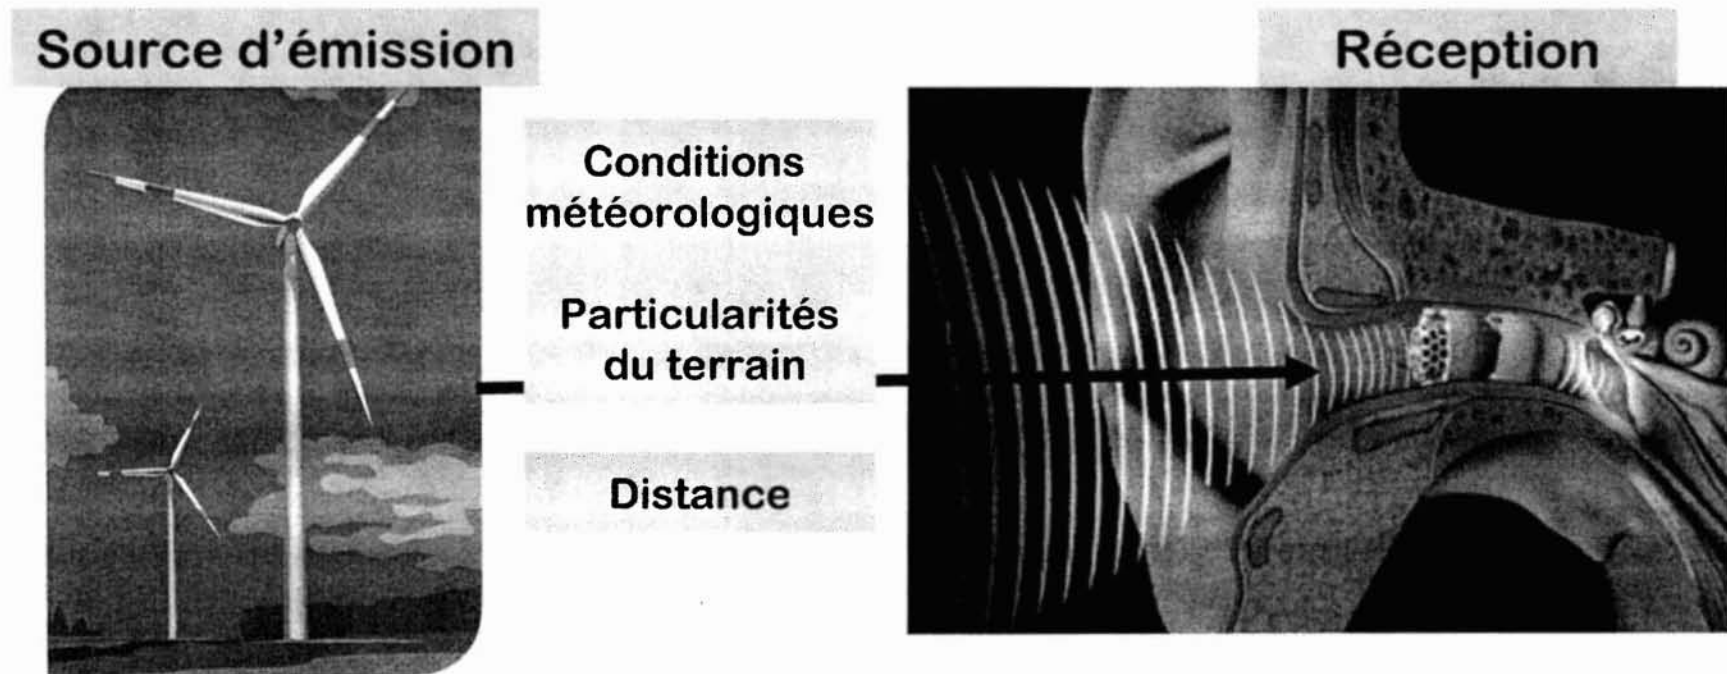 Source d'émission
Réception
Conditions
météorologiques
Particularités
du terrain
Distance